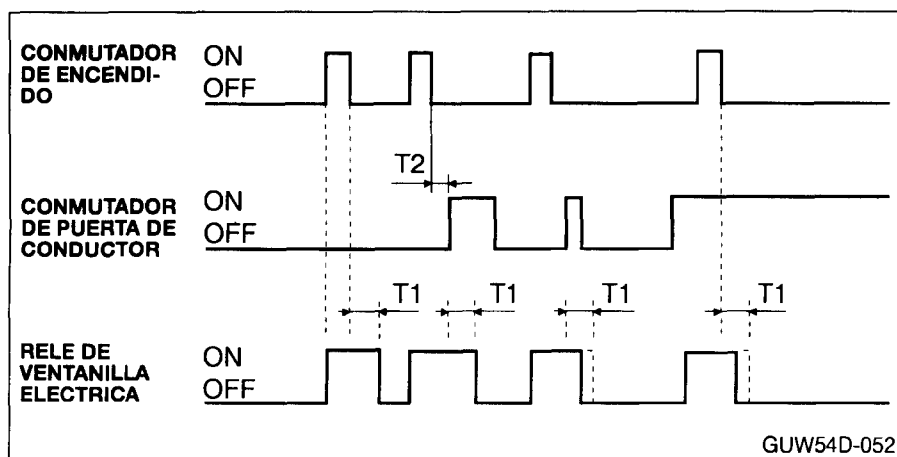 CONMUTADOR
DE ENCENDI-
DO
ON
OFF
T2
CONMUTADOR
DE PUERTA DE
CONDUCTOR
ON
OFF
T1
T1
T1
T1
RELE DE
VENTANILLA
ELECTRICA
ON
OFF
GUW54D-052